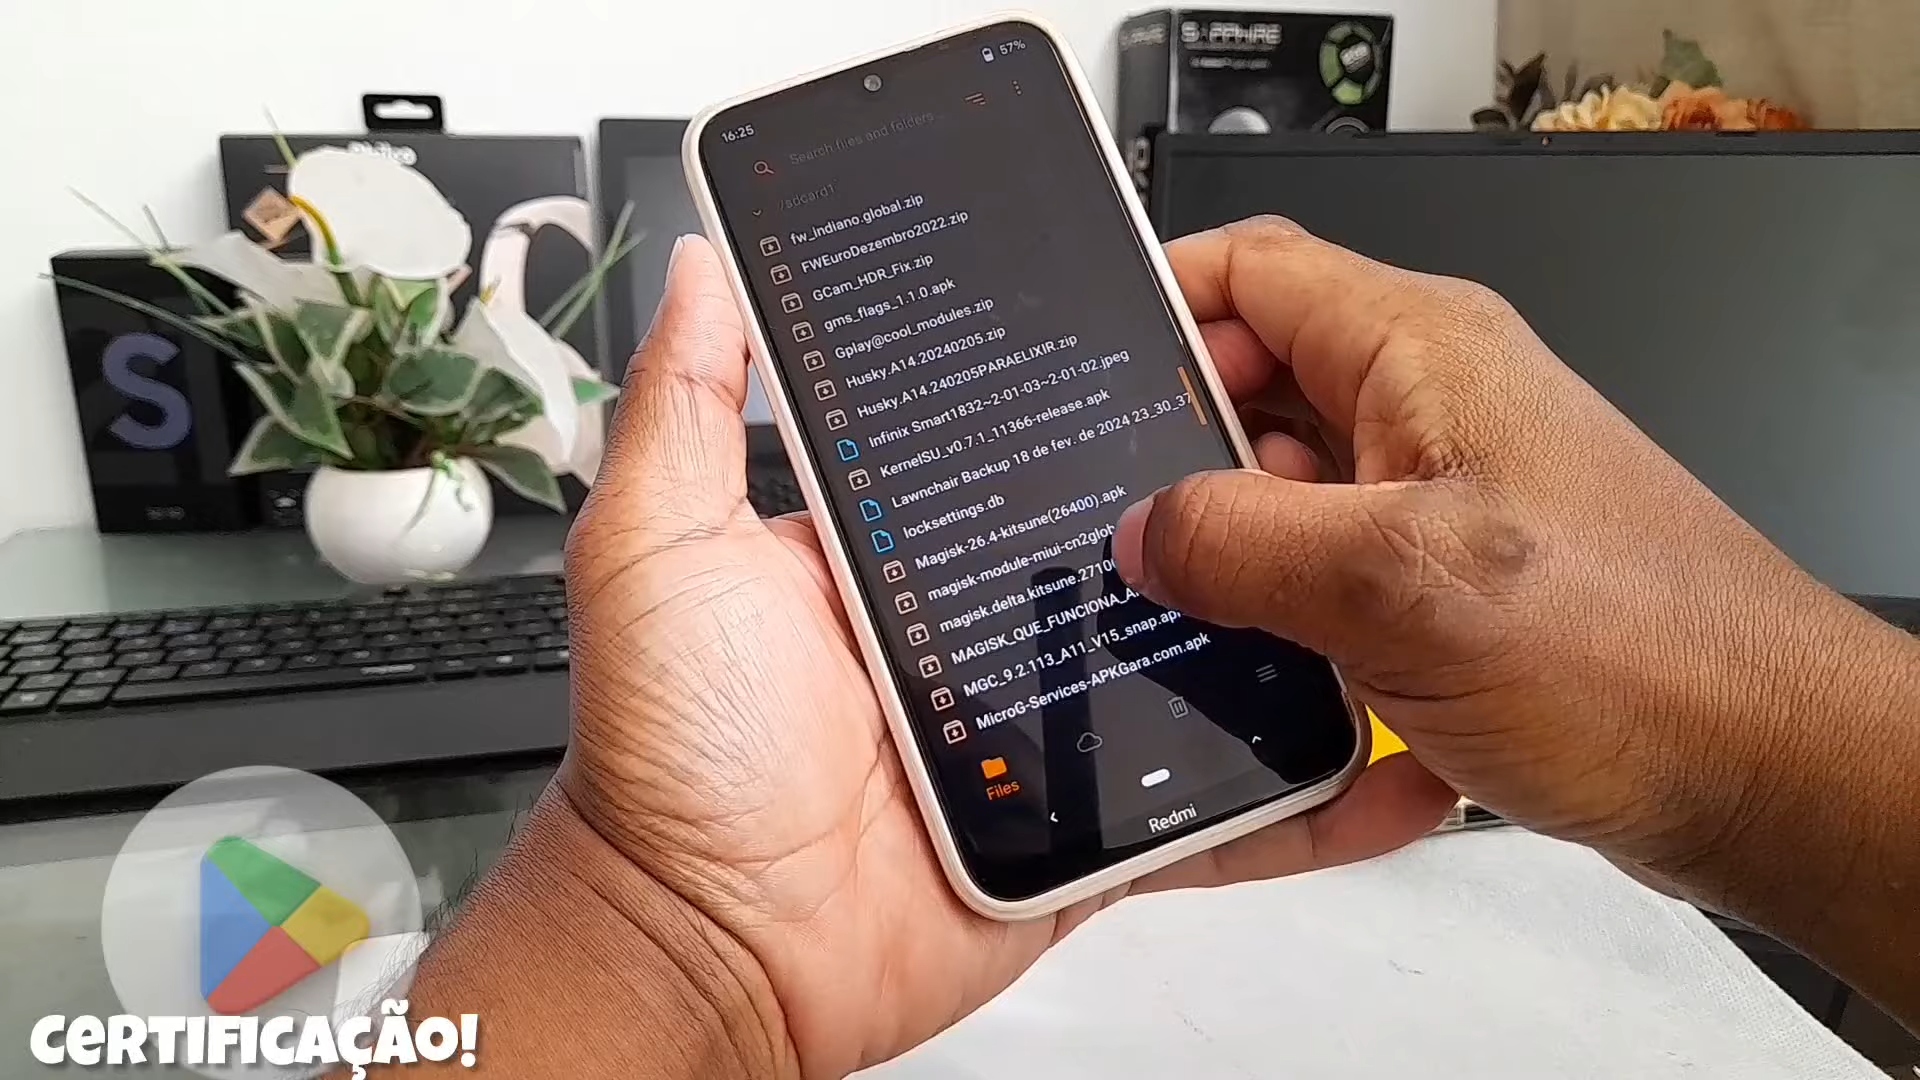 SAPPHIRE
57%
16:25
Search files and folders...
/sdcard1
fw_indiano.global.zip
FWEuroDezembro2022.zip
GCam_HDR_Fix.zip
gms_flags_1.1.0.apk
Gplay@cool_modules.zip
Husky.A14.20240205.zip
Husky.A14.240205PARAELIXIR.zip
Infinix Smart1832~2-01-03~2-01-02.jpeg
KernelSU_v0.7.1_11366-release.apk
Lawnchair Backup 18 de fev. de 2024 23_30_37
locksettings.db
Magisk-26.4-kitsune(26400).apk
magisk-module-miui-cn2glob
magisk.delta.kitsune.2710
MAGISK_QUE_FUNCIONA_A
MGC_9.2.113_A11_V15_snap.apk
MicroG-Services-APKGara.com.apk
Files
Redmi
S
CERTIFICAÇÃO!